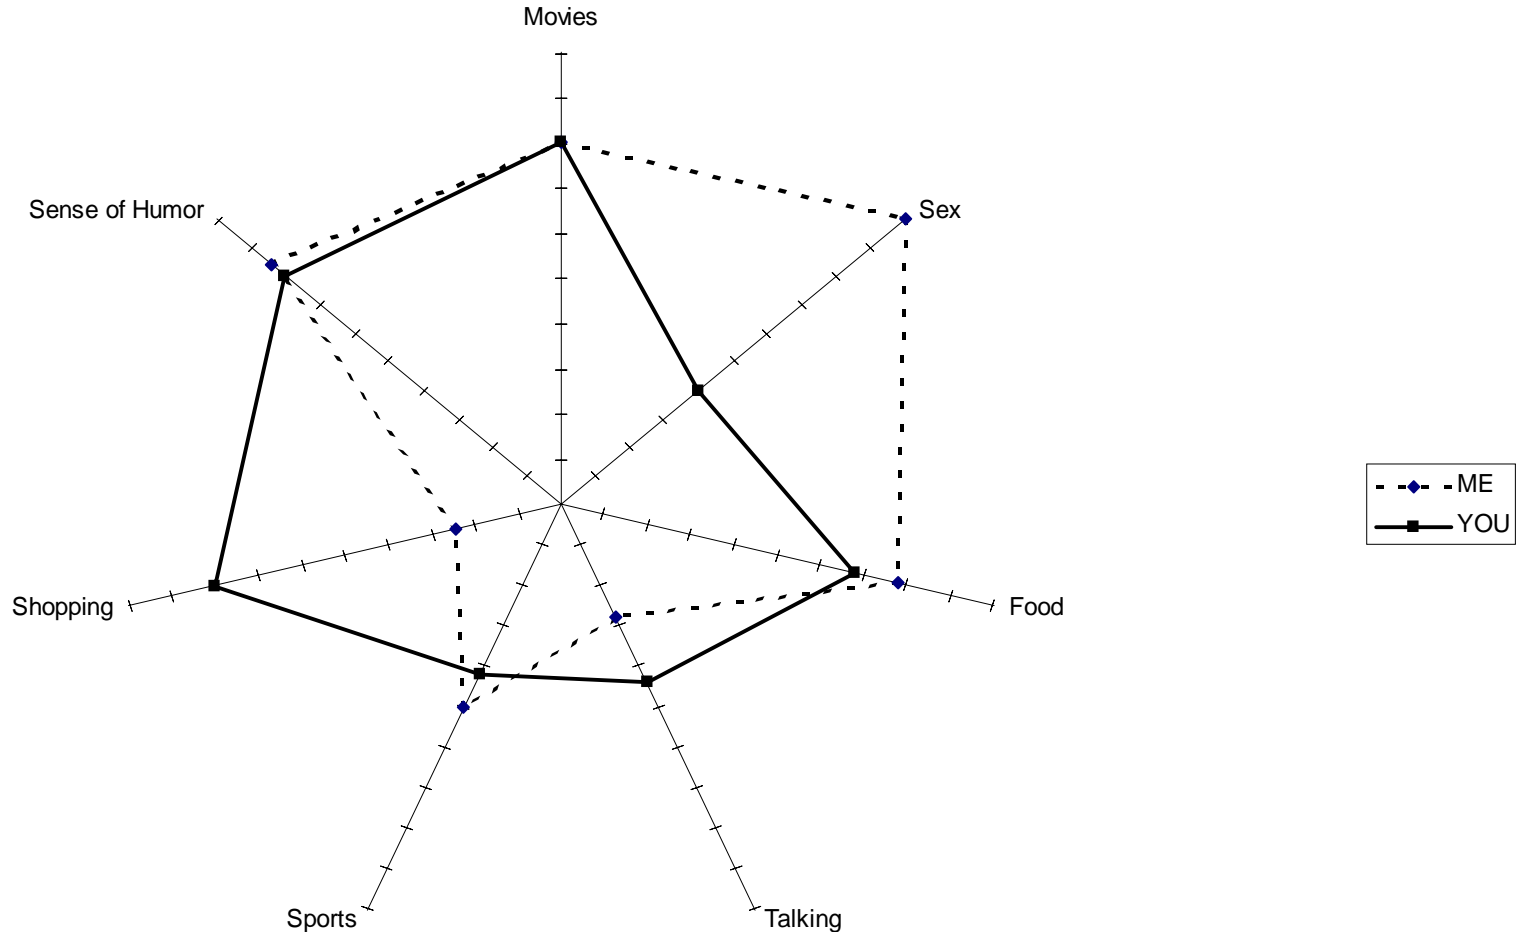 Movies
Sense of Humor
Sex
ME
YOU
Shopping
Food
Sports
Talking